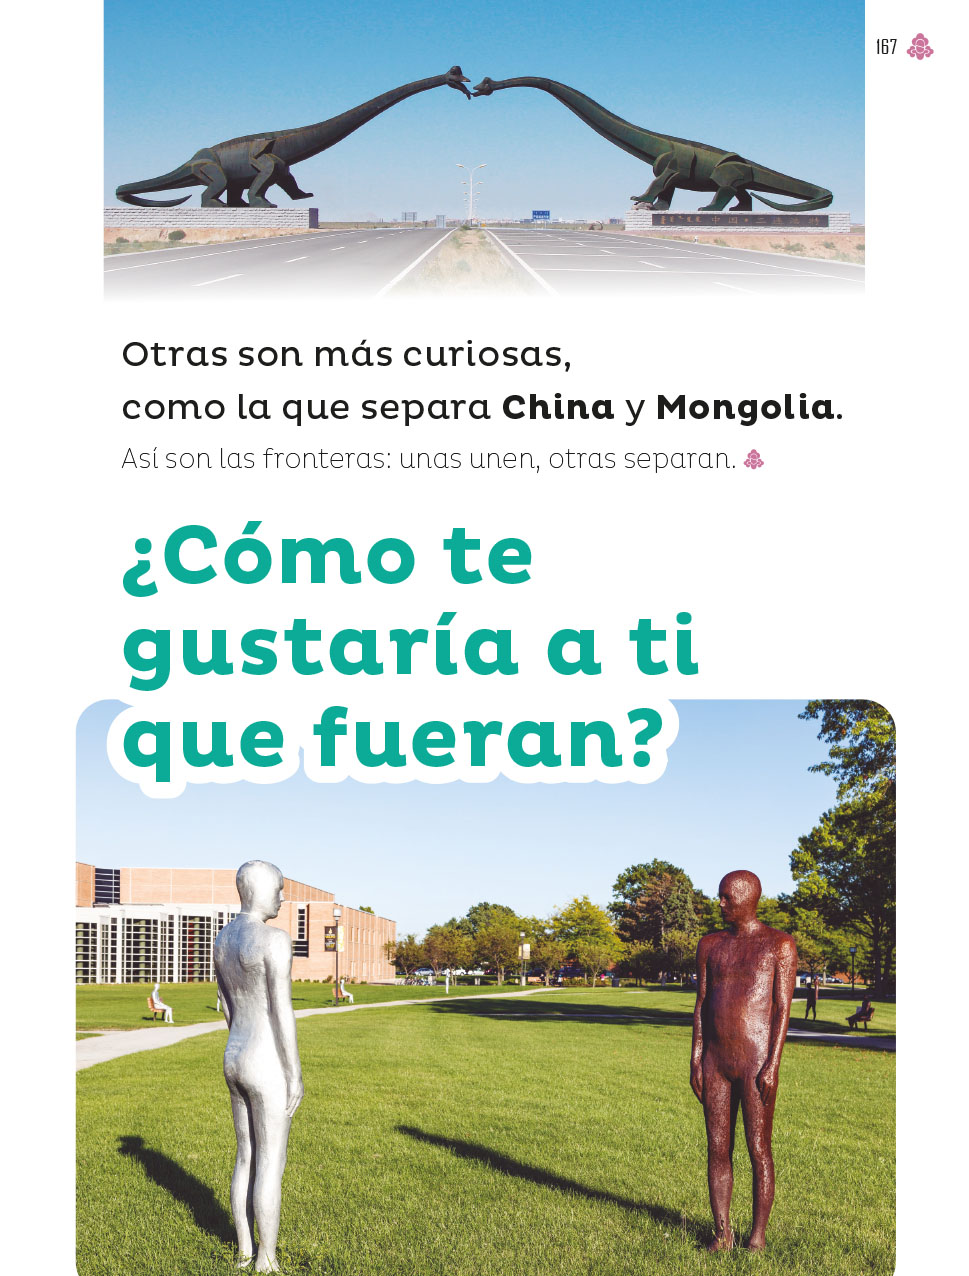 167
Otras son más curiosas,
como la que separa China y Mongolia.
Así son las fronteras: unas unen, otras separan.
¿Cómo te
gustaría a ti
que fueran?